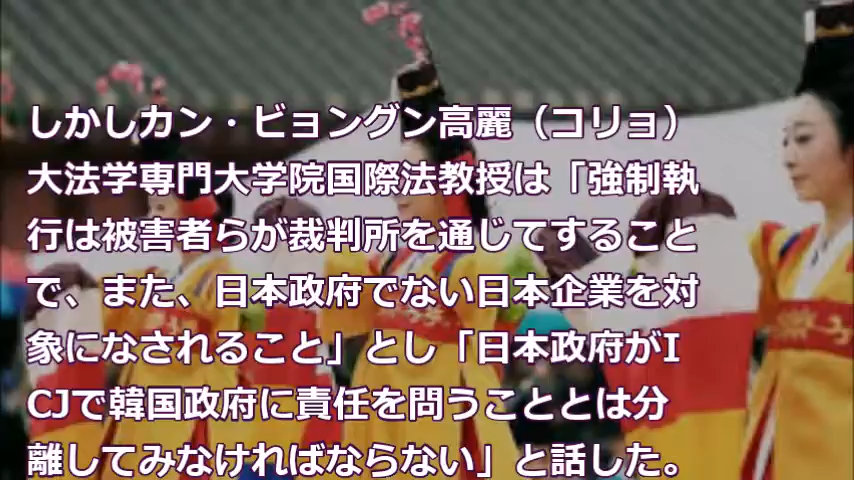 しかしカン・ビョングン高麗（コリョ）
大法学専門大学院国際法教授は「強制執
行は被害者らが裁判所を通じてすること
で、また、日本政府でない日本企業を対
象になされること」とし「日本政府がI
CJで韓国政府に責任を問うこととは分
離してみなければならない」と話した。